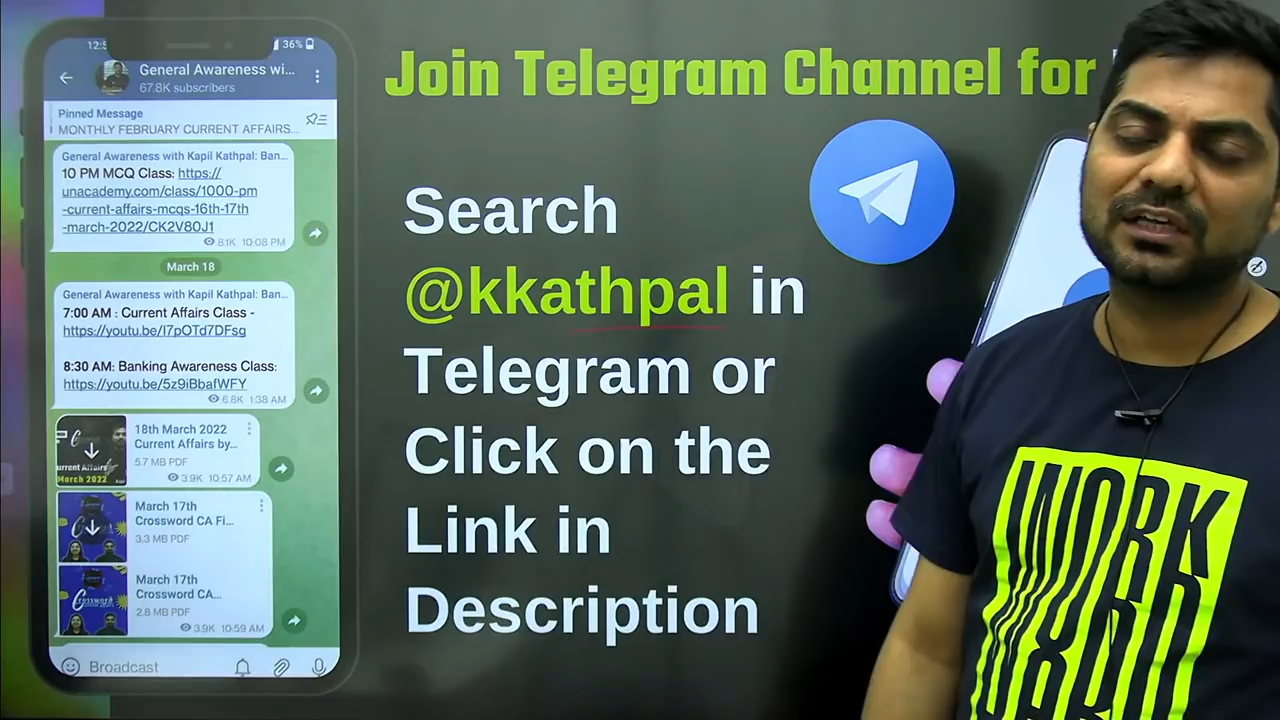 Join Telegram Channel for
Search
@kkathpal in
Telegram or
Click on the
Link in
Description
36%
General Awareness wi...
67.8K subscribers
Pinned Message
MONTHLY FEBRUARY CURRENT AFFAIRS...
General Awareness with Kapil Kathpal: Ban...
10 PM MCQ Class: https://
unacademy.com/class/1000-pm
-current-affairs-mcqs-16th-17th
-march-2022/CK2V80J1
8.1K 10:08 PM
March 18
General Awareness with Kapil Kathpal: Ban...
7:00 AM : Current Affairs Class -
https://youtu.be/I7pOTd7DFsg
8:30 AM: Banking Awareness Class:
https://youtu.be/5z9iBbafWFY
6.8K 1:38 AM
18th March 2022
Current Affairs by...
5.7 MB PDF
3.9K 10:57 AM
urrent Affairs
March 2022
March 17th
Crossword CA Fi...
3.3 MB PDF
March 17th
Crossword CA...
2.8 MB PDF
Crossword
3.9K 10:59 AM
Broadcast
WORK